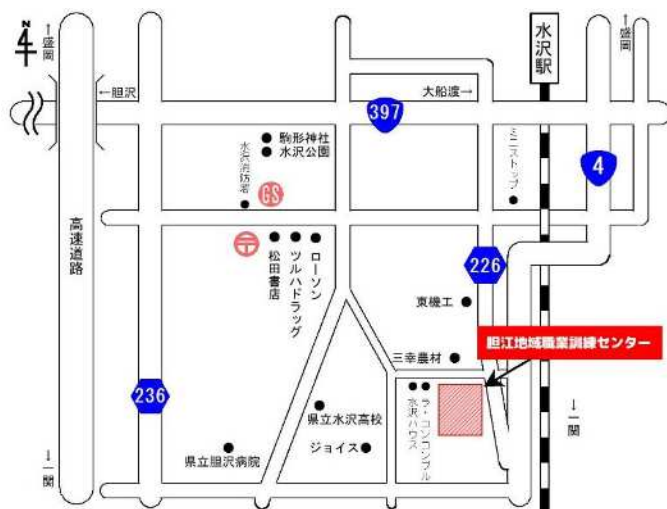 N
←盛岡
←胆沢
大船渡→
水沢駅
←盛岡
397
4
駒形神社
水沢公園
水沢消防署
GS
ミニストップ
〒
松田書店
ツルハドラッグ
ローソン
226
高速道路
東機工
胆江地域職業訓練センター
三幸農材
236
水沢ハウス
ラ・コンコンブル
県立水沢高校
県立胆沢病院
ジョイス
→一関
→一関